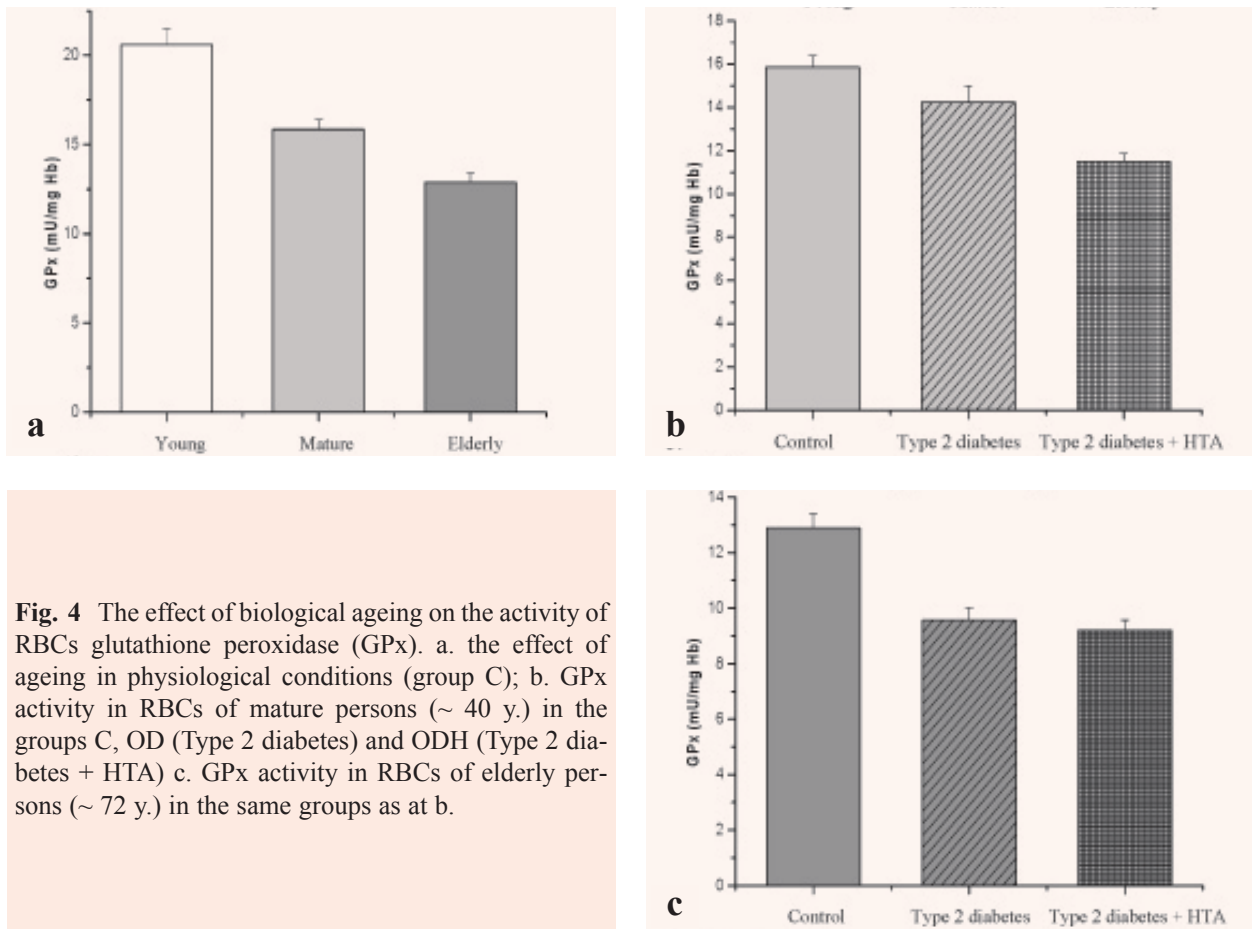 20
15
10
5
0
GPx (mU/mg Hb)
a
Young Mature Elderly
18
16
14
12
10
8
6
4
2
0
GPx (mU/mg Hb)
b
Control Type 2 diabetes Type 2 diabetes + HTA
Fig. 4 The effect of biological ageing on the activity of
RBCs glutathione peroxidase (GPx). a. the effect of
ageing in physiological conditions (group C); b. GPx
activity in RBCs of mature persons (~ 40 y.) in the
groups C, OD (Type 2 diabetes) and ODH (Type 2 dia-
betes + HTA) c. GPx activity in RBCs of elderly per-
sons (~ 72 y.) in the same groups as at b.
14
12
10
8
6
4
2
0
GPx (mU/mg Hb)
c
Control Type 2 diabetes Type 2 diabetes + HTA